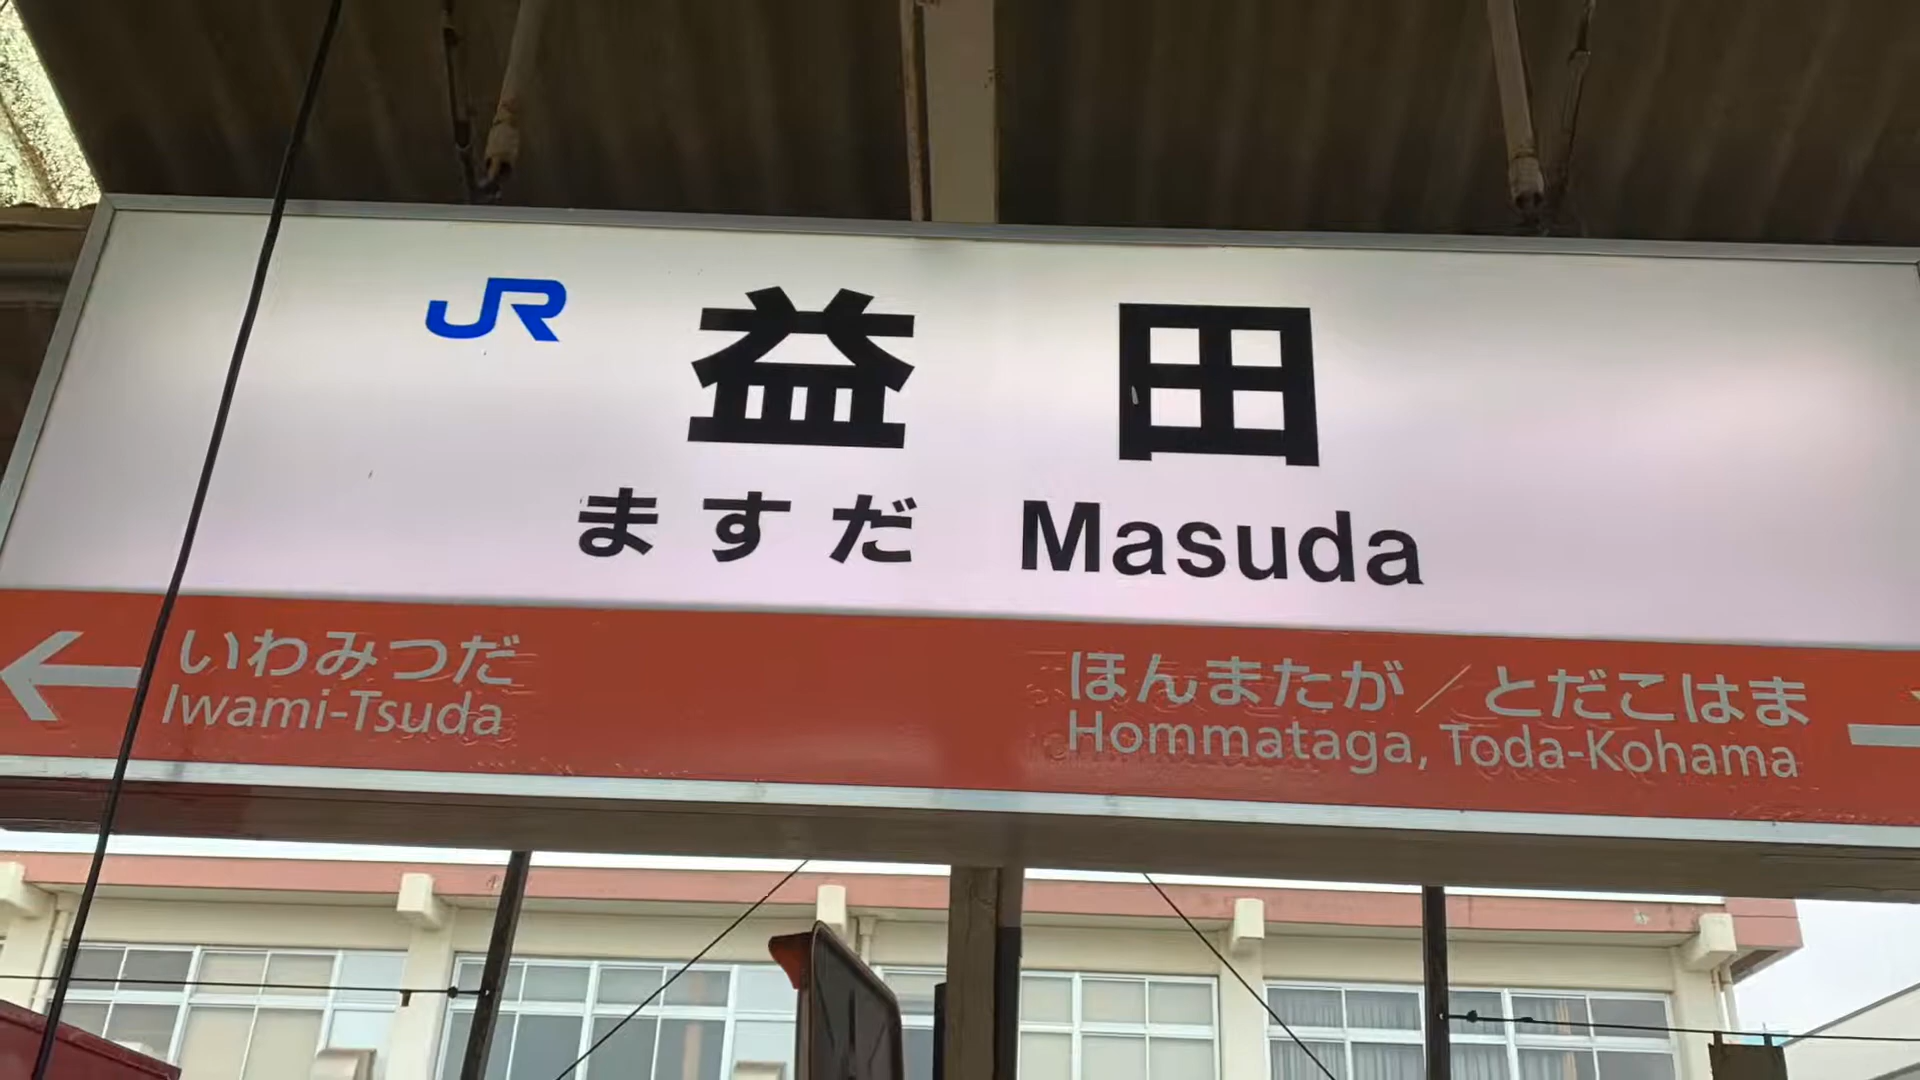 JR 益田
ますだ Masuda
いわみつだ
Iwami-Tsuda
ほんまたが／とだこはま
Hommataga, Toda-Kohama